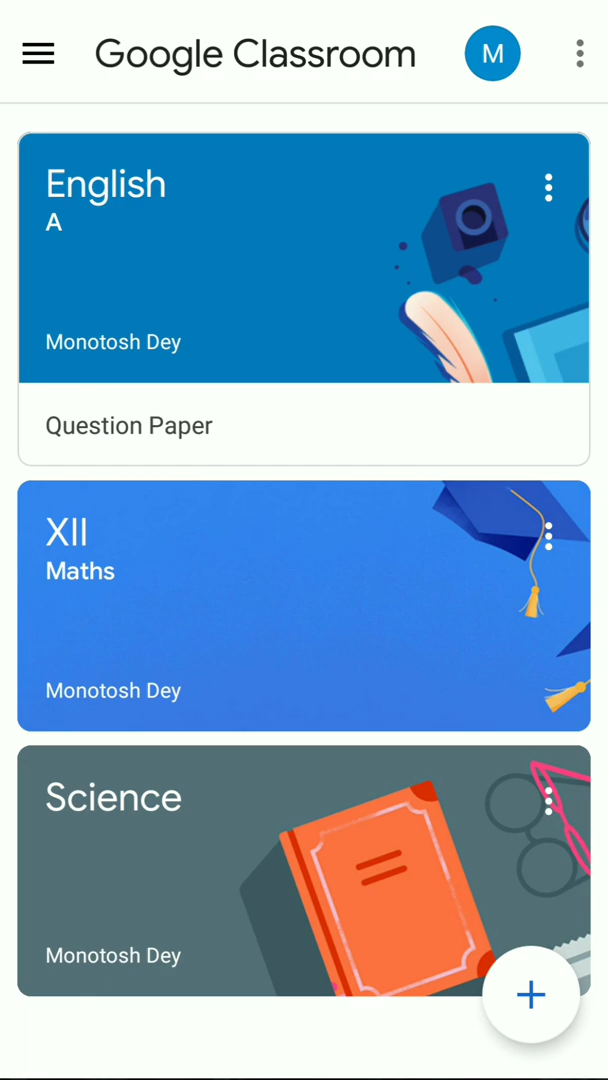 Google Classroom
M
English
A
Monotosh Dey
Question Paper
XII
Maths
Monotosh Dey
Science
Monotosh Dey